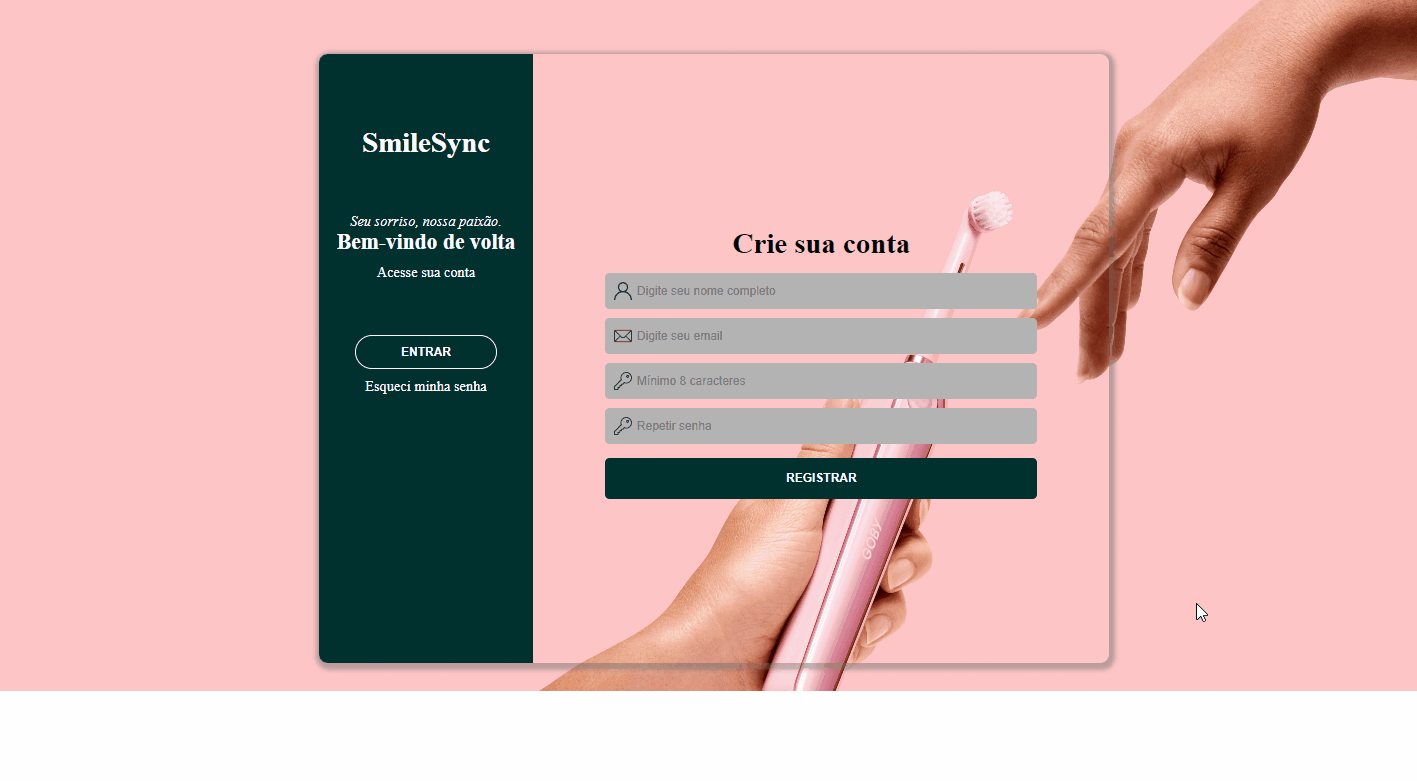 SmileSync
Seu sorriso, nossa paixão.
Bem-vindo de volta
Acesse sua conta
ENTRAR
Esqueci minha senha
Crie sua conta
Digite seu nome completo
Digite seu email
Mínimo 8 caracteres
Repetir senha
REGISTRAR
GOBY